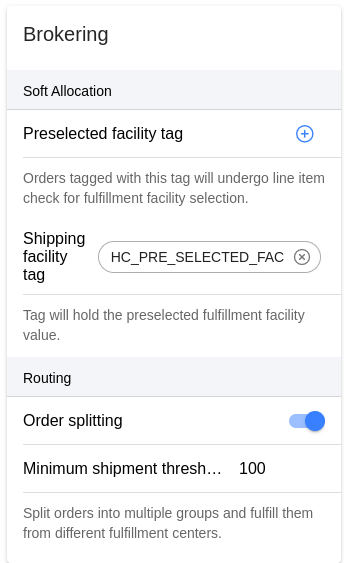 Brokering
Soft Allocation
Preselected facility tag
Orders tagged with this tag will undergo line item
check for fulfillment facility selection.
Shipping
facility
tag
HC_PRE_SELECTED_FAC
Tag will hold the preselected fulfillment facility
value.
Routing
Order splitting
Minimum shipment thresh… 100
Split orders into multiple groups and fulfill them
from different fulfillment centers.